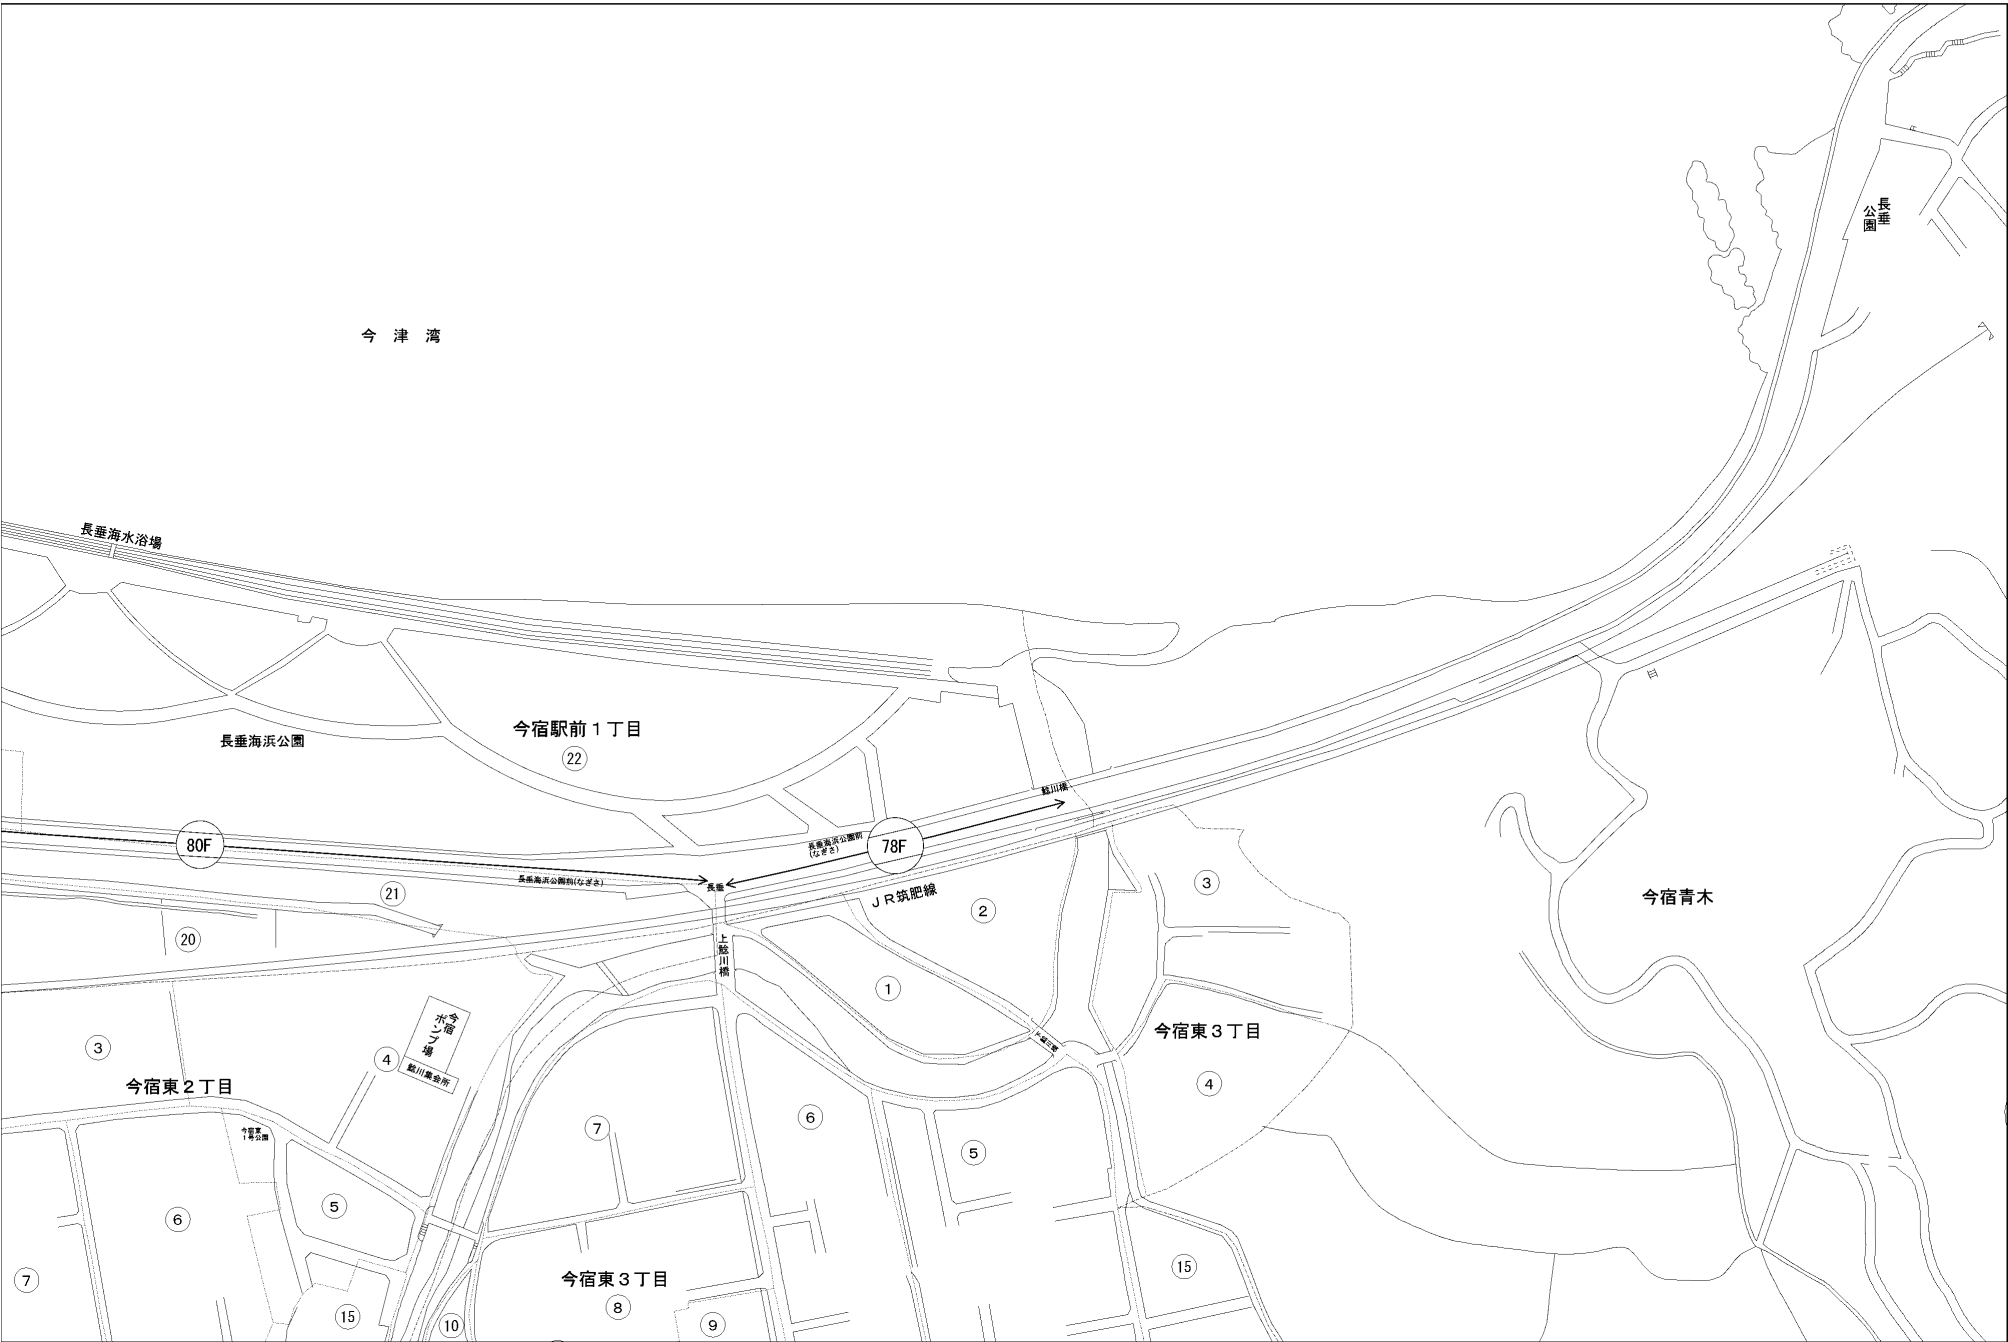 長垂
公園
今津湾
長垂海水浴場
今宿駅前1丁目
22
長垂海浜公園
鯰川橋
80F
長垂海浜公園前
(なぎさ)
78F
長垂海浜公園前(なぎさ)
長垂
21
JR筑肥線
2
3
今宿青木
20
上鯰川橋
1
今宿東3丁目
3
今宿
ポンプ場
4
鯰川集会所
今宿東2丁目
4
今宿東
1号公園
7
6
5
5
6
7
今宿東3丁目
8
15
15
10
9